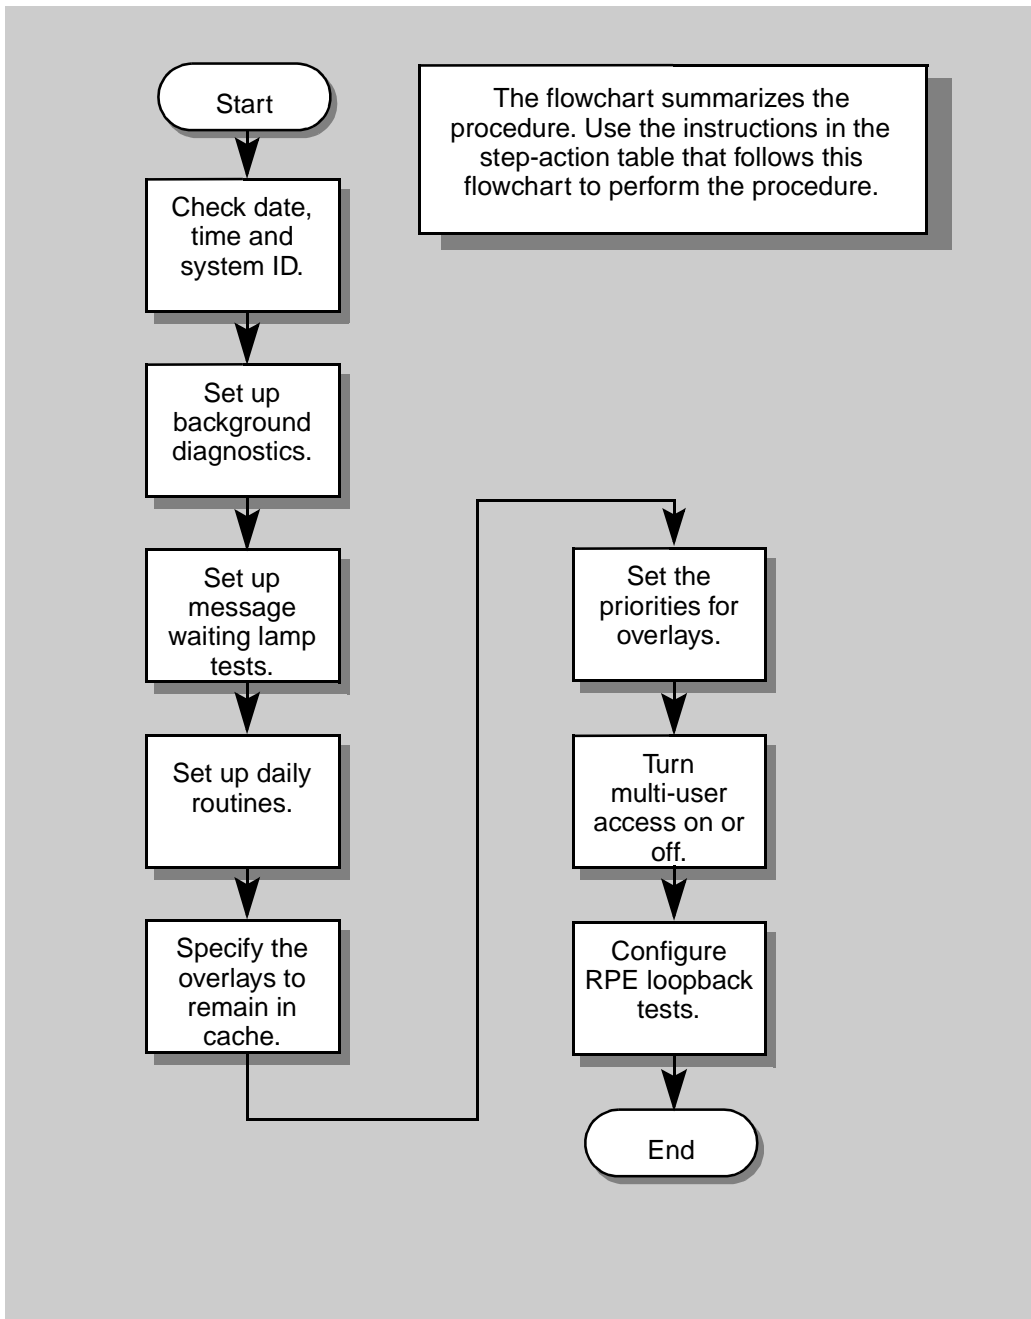 Start
The flowchart summarizes the
procedure. Use the instructions in the
step-action table that follows this
flowchart to perform the procedure.
Check date,
time and
system ID.
Set up
background
diagnostics.
Set up
message
waiting lamp
tests.
Set up daily
routines.
Specify the
overlays to
remain in
cache.
Set the
priorities for
overlays.
Turn
multi-user
access on or
off.
Configure
RPE loopback
tests.
End